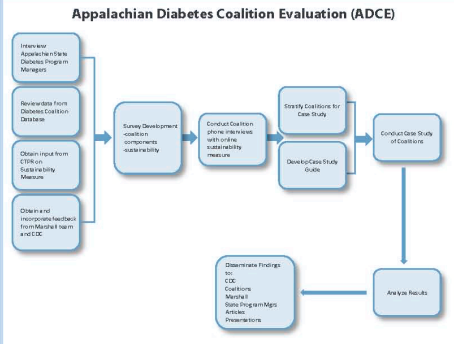 Appalachian Diabetes Coalition Evaluation (ADCE)
Interview
Appalachian State
Diabetes Program
Managers
Review data from
Diabetes Coalition
Database
Obtain input from
CTPR on
Sustainability
Measure
Obtain and
incorporate feedback
from Marshall team
and CDC
Survey Development
-coalition
components
-sustainability
Conduct Coalition
phone interviews
with online
sustainability
measure
Stratify Coalitions for
Case Study
Develop Case Study
Guide
Conduct Case Study
of Coalitions
Analyze Results
Disseminate Findings
to:
CDC
Coalitions
Marshall
State Program Mgrs
Articles
Presentations